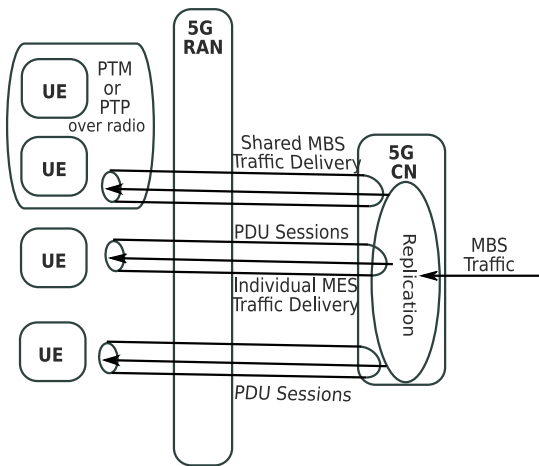 5G
RAN
UE
PTM
or
PTP
over radio
UE
Shared MBS
Traffic Delivery
5G
CN
PDU Sessions
UE
Individual MES
Traffic Delivery
Replication
MBS
Traffic
UE
PDU Sessions